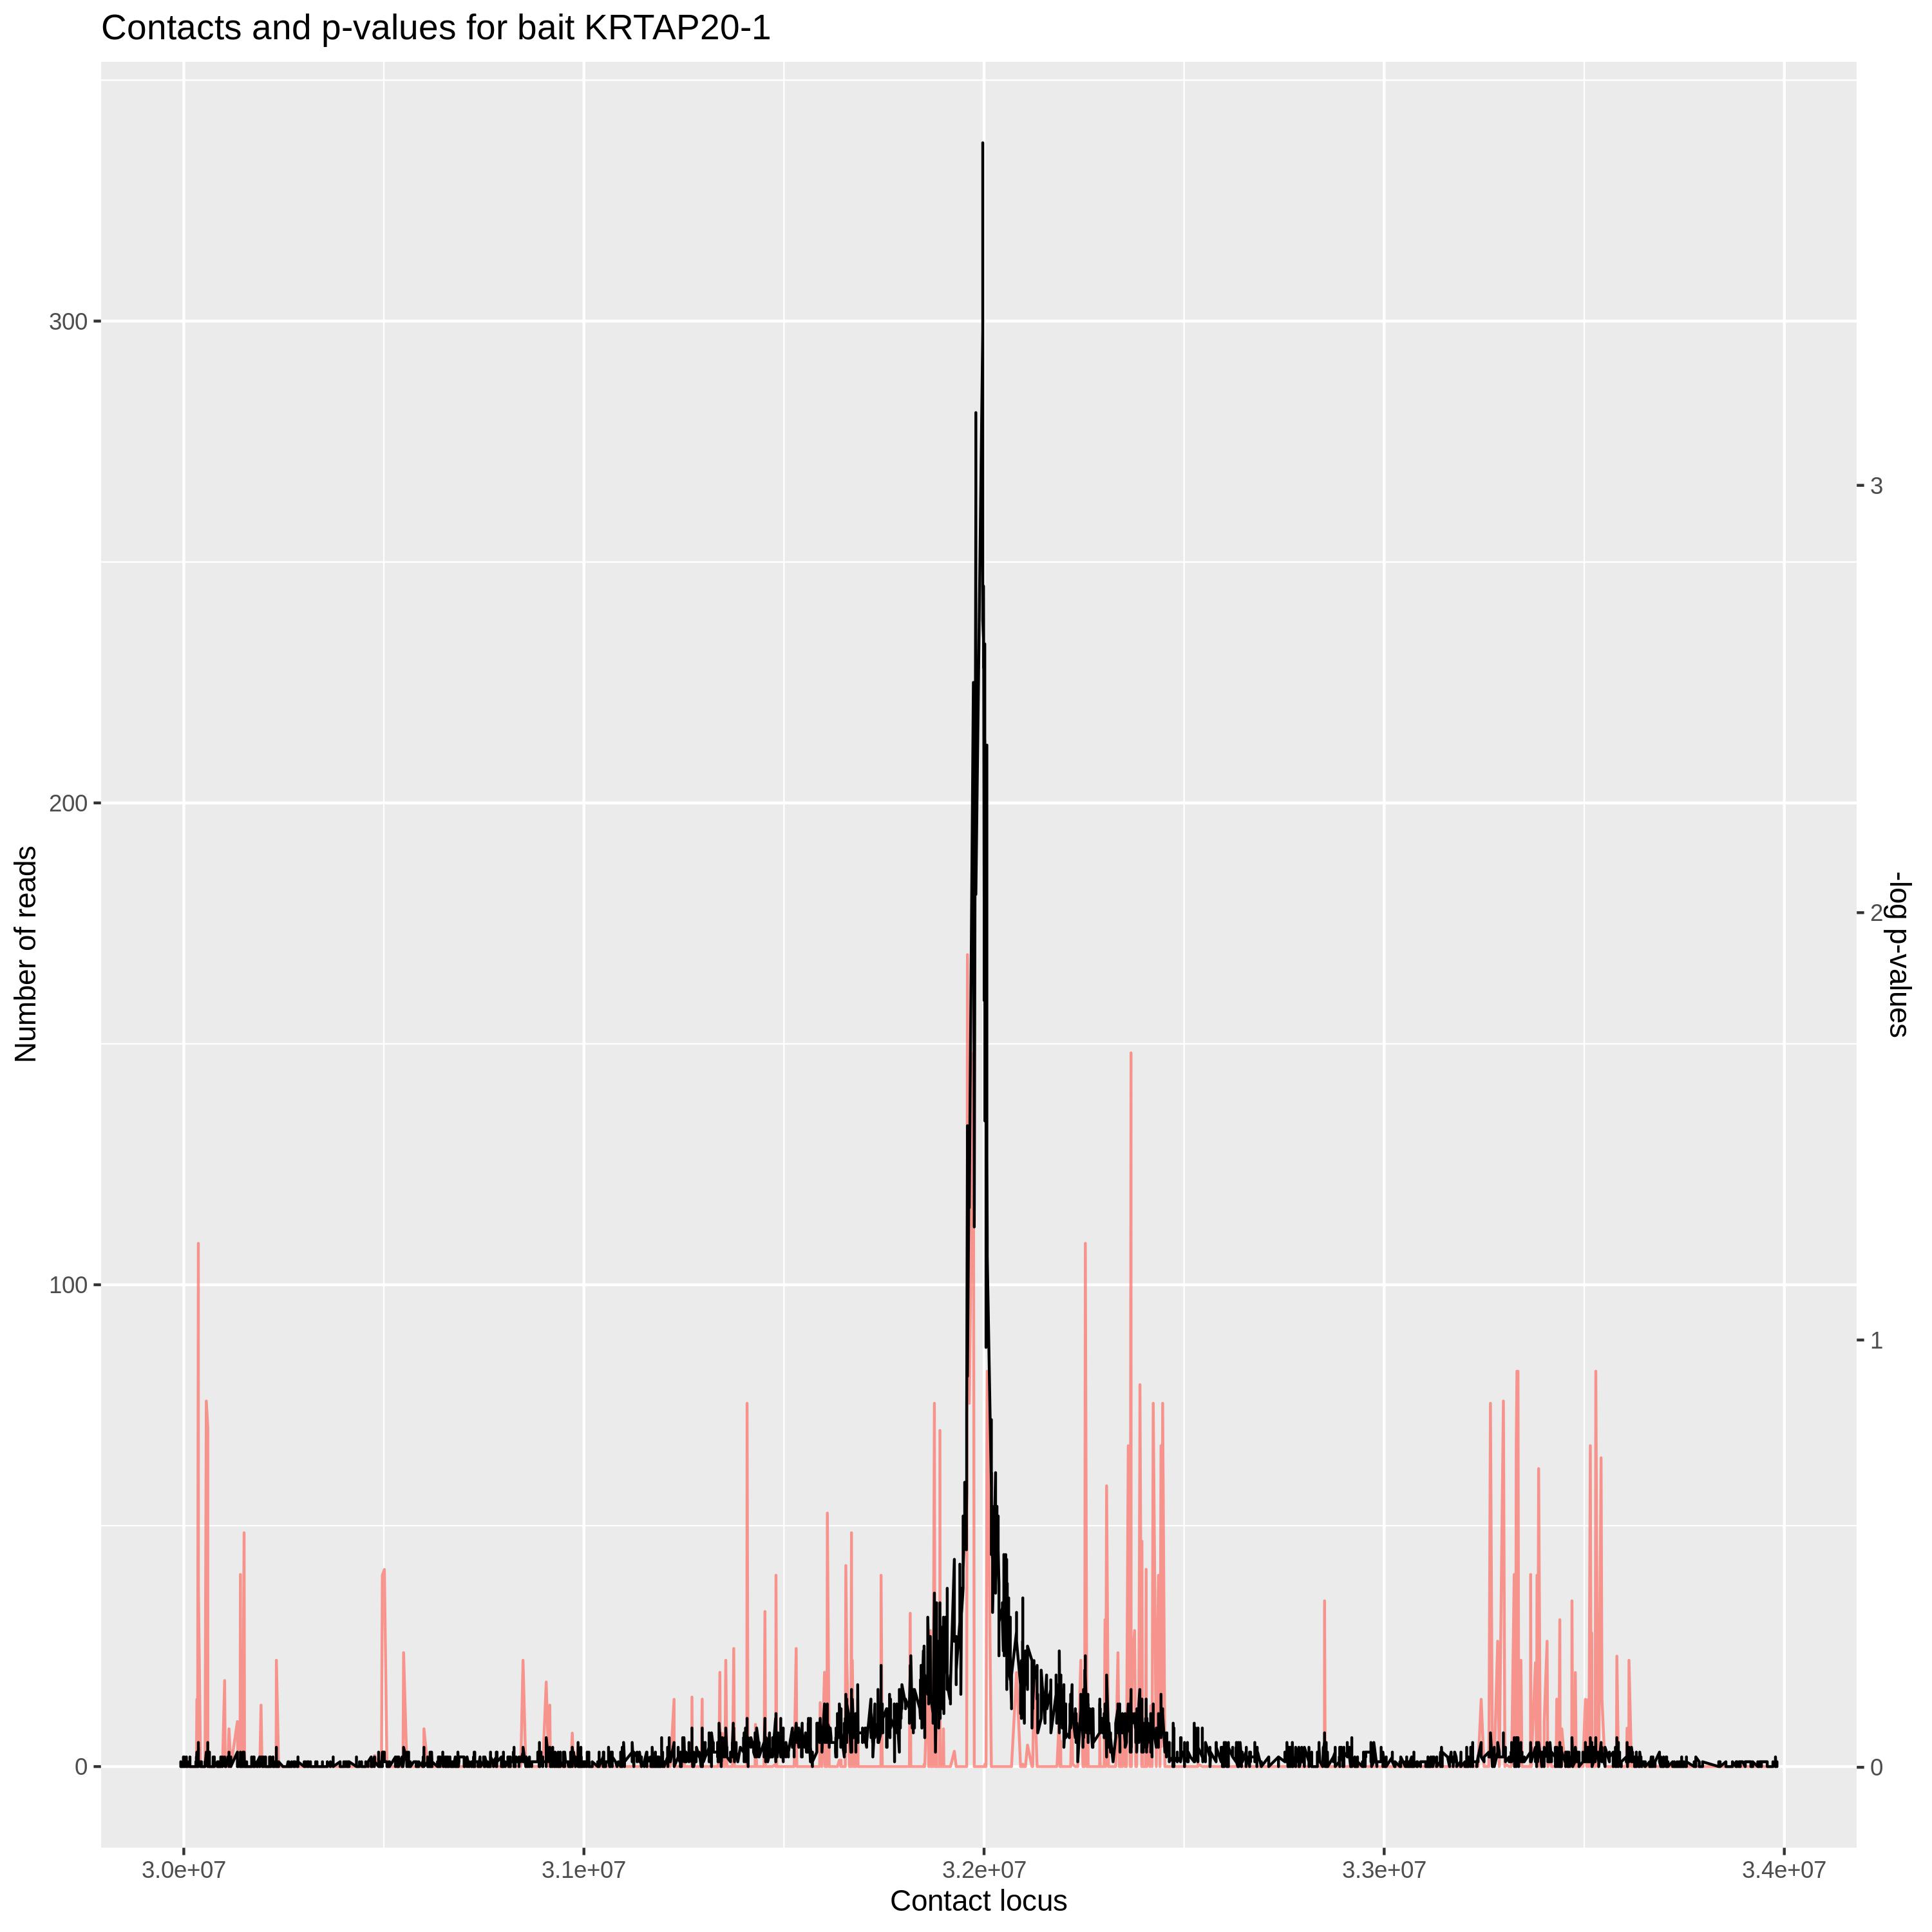 Contacts and p-values for bait KRTAP20-1
Number of reads
300
200
100
0
3
2
1
0
-log p-values
3.0e+07
3.1e+07
3.2e+07
3.3e+07
3.4e+07
Contact locus